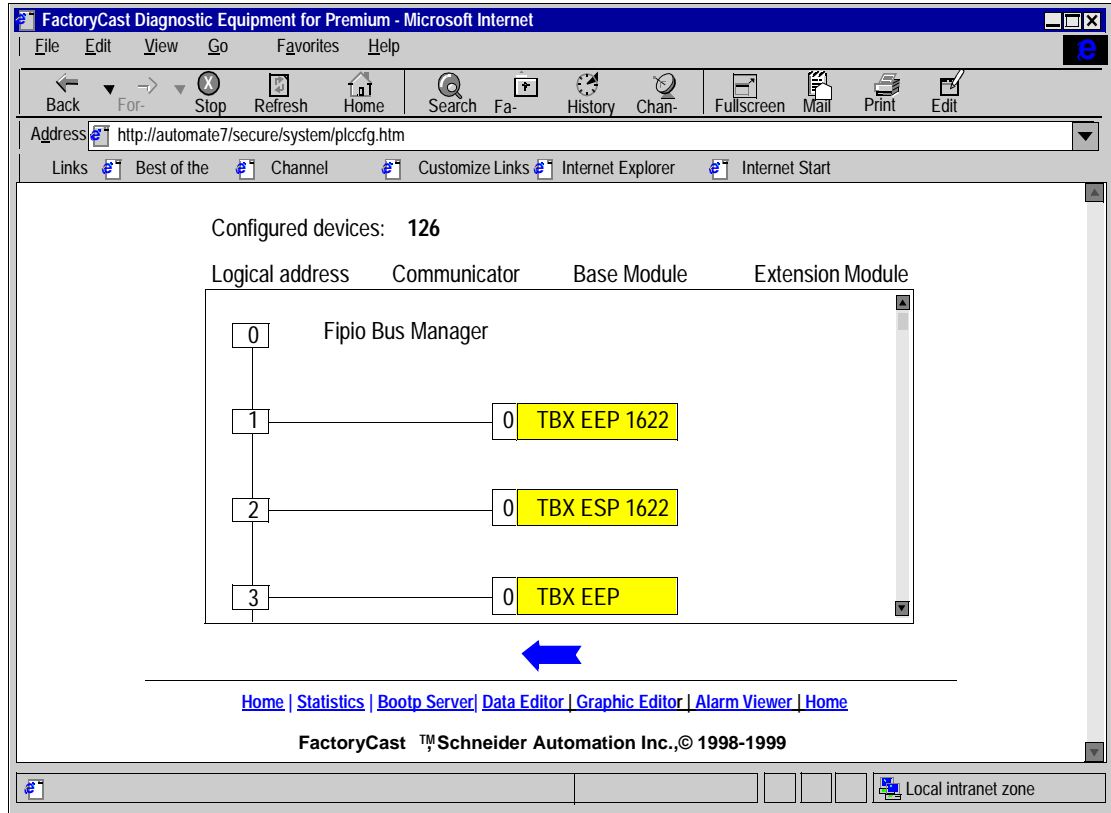 FactoryCast Diagnostic Equipment for Premium - Microsoft Internet
File Edit View Go Favorites Help
Back For- Stop Refresh Home Search Fa- History Chan- Fullscreen Mail Print Edit
Address http://automate7/secure/system/plccfg.htm
Links Best of the Channel Customize Links Internet Explorer Internet Start
Configured devices: 126
Logical address Communicator Base Module Extension Module
0 Fipio Bus Manager
1 0 TBX EEP 1622
2 0 TBX ESP 1622
3 0 TBX EEP
Home | Statistics | Bootp Server| Data Editor | Graphic Editor | Alarm Viewer | Home
FactoryCast ™, Schneider Automation Inc.,© 1998-1999
Local intranet zone